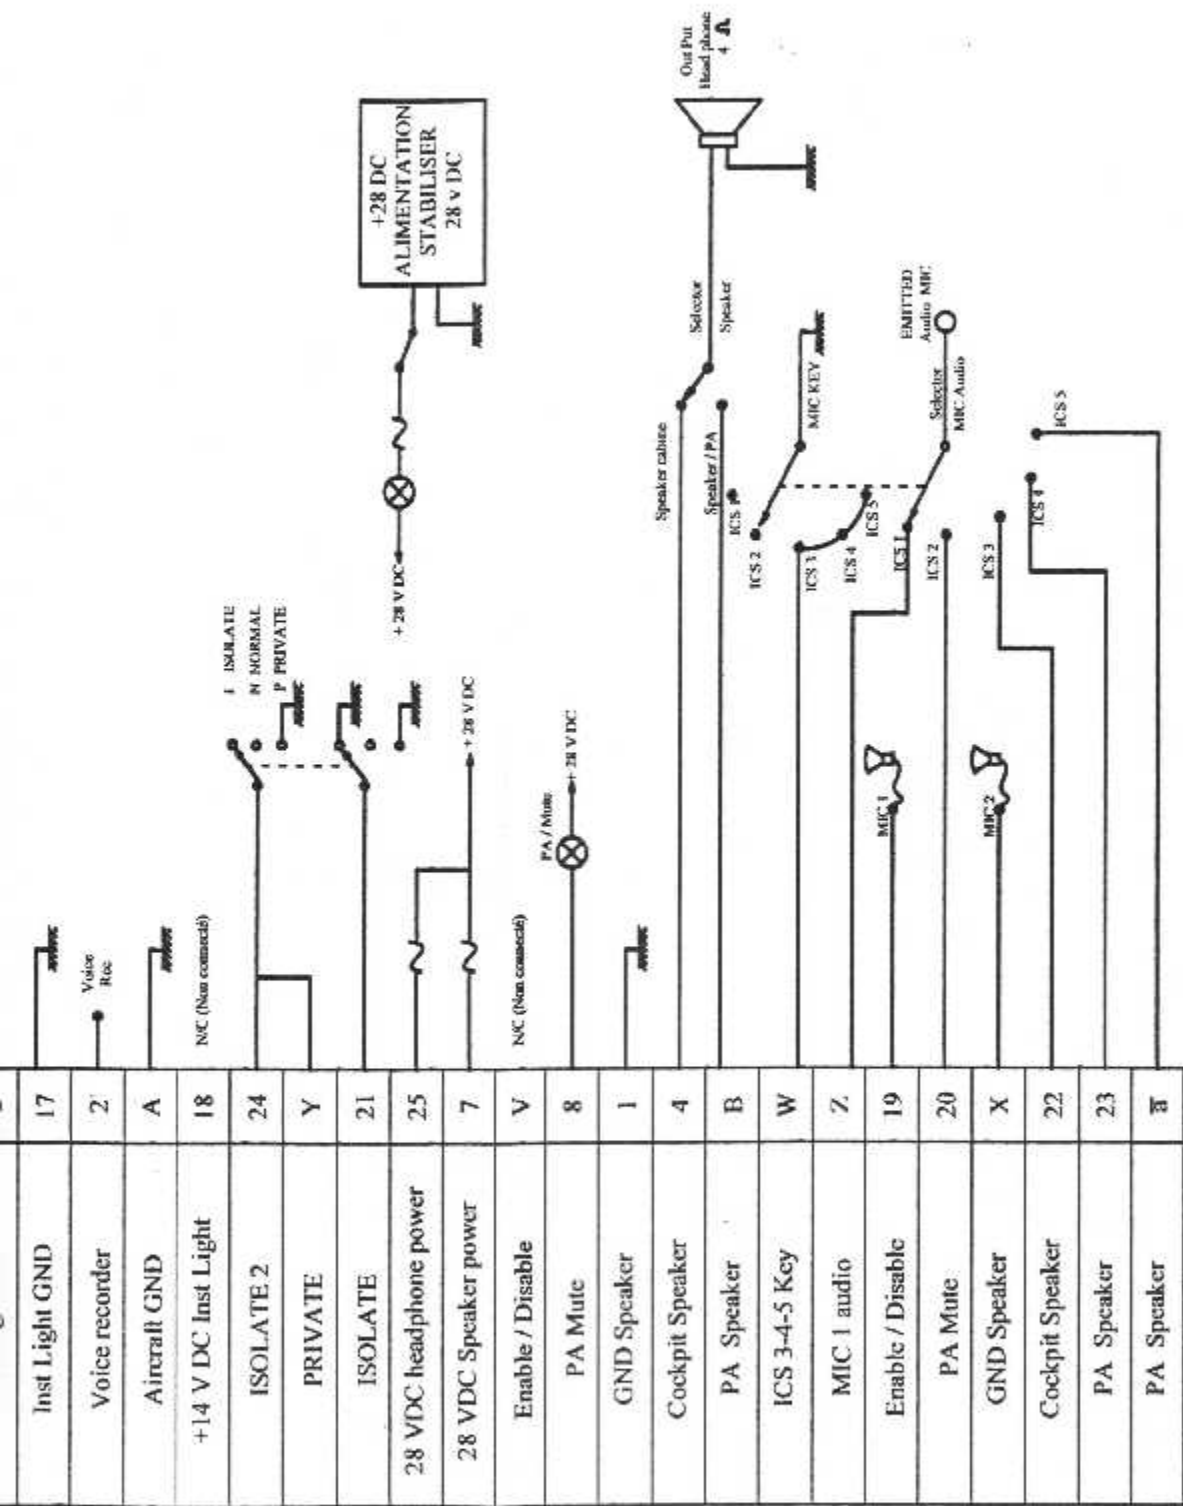 Inst Light GND 17
Voice recorder 2
Voice
Rec
Aircraft GND A
+14 V DC Inst Light 18 N/C (Non connecté)
ISOLATE 2 24
I ISOLATE
N NORMAL
P PRIVATE
PRIVATE Y
ISOLATE 21
28 VDC headphone power 25
28 VDC Speaker power 7 + 28 V DC
+ 28 V DC
+28 DC
ALIMENTATION
STABILISER
28 v DC
Enable / Disable V N/C (Non connecté)
PA Mute 8 PA / Mute + 28 V DC
GND Speaker 1
Cockpit Speaker 4 Speaker cabine
Selector
Speaker
Out Put
Head phone
4 Ω
PA Speaker B Speaker / PA
ICS 1
ICS 2
MIC KEY
ICS 3-4-5 Key W ICS 3
ICS 4
ICS 5
MIC 1 audio Z ICS 1
Enable / Disable 19 MIC 1
PA Mute 20 ICS 2
Selector
MIC Audio
EMITTED
Audio MIC
GND Speaker X MIC 2 ICS 3
Cockpit Speaker 22
ICS 4
PA Speaker 23
ICS 5
PA Speaker a